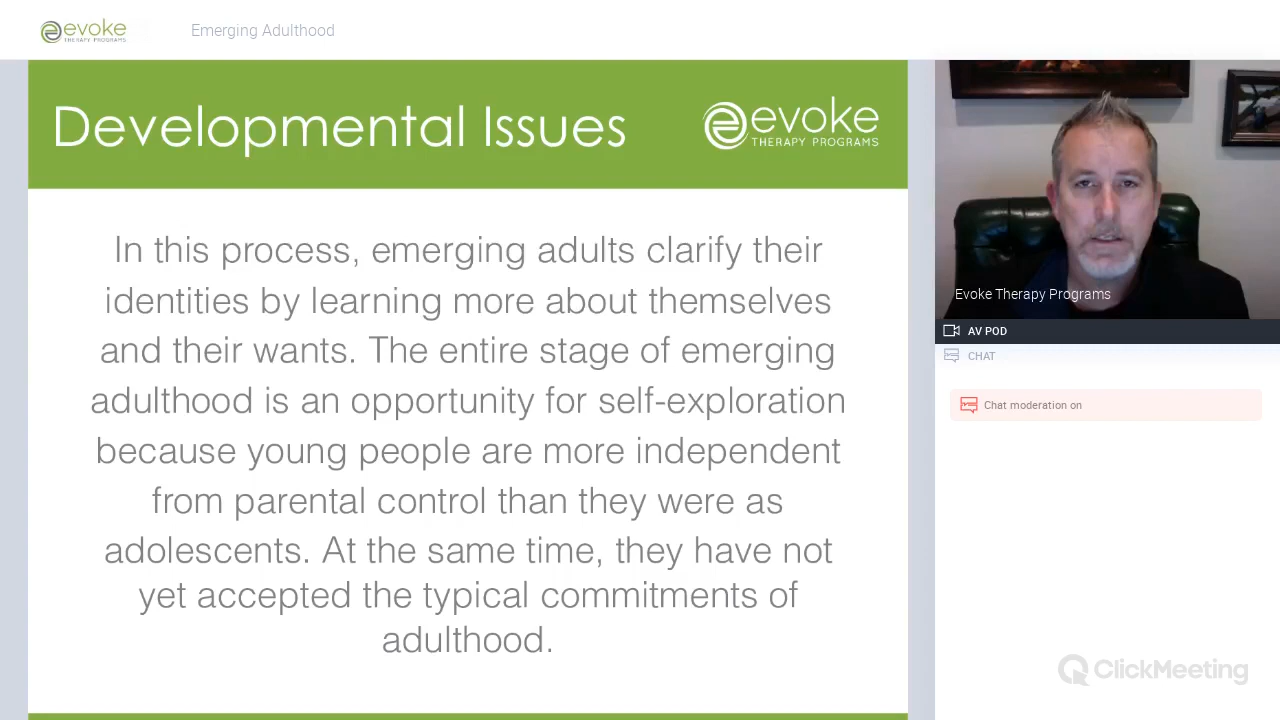 evoke
THERAPY PROGRAMS
Emerging Adulthood
Developmental Issues
evoke
THERAPY PROGRAMS
In this process, emerging adults clarify their
identities by learning more about themselves
and their wants. The entire stage of emerging
adulthood is an opportunity for self-exploration
because young people are more independent
from parental control than they were as
adolescents. At the same time, they have not
yet accepted the typical commitments of
adulthood.
Evoke Therapy Programs
AV POD
CHAT
Chat moderation on
ClickMeeting